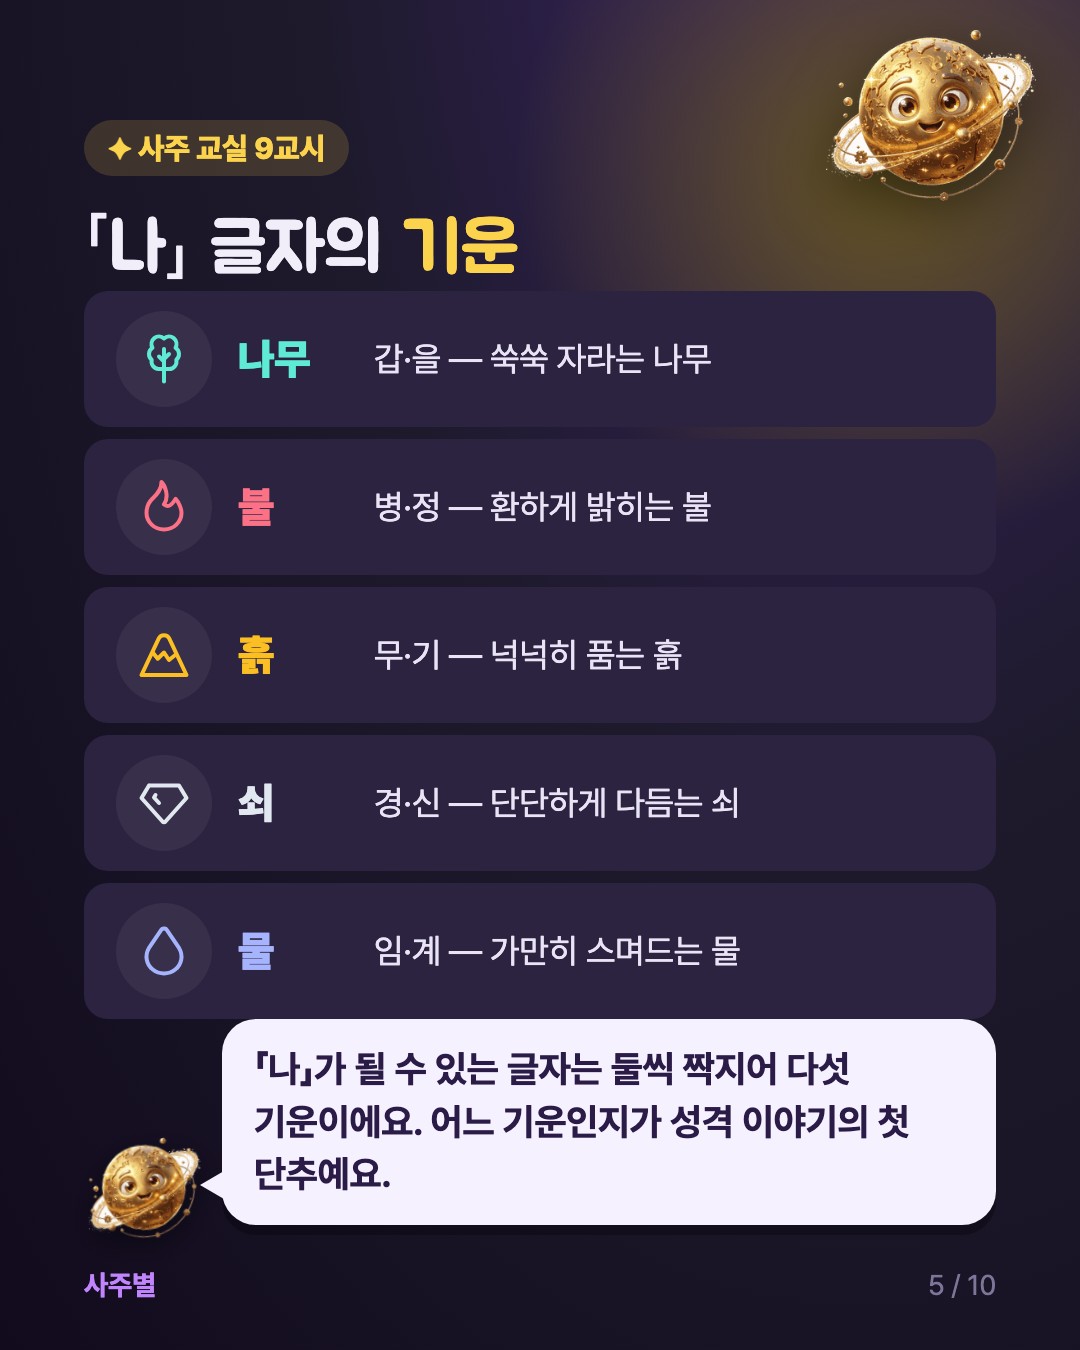 ✦ 사주 교실 9교시
「나」 글자의 기운
나무 갑·을 — 쑥쑥 자라는 나무
불 병·정 — 환하게 밝히는 불
흙 무·기 — 넉넉히 품는 흙
쇠 경·신 — 단단하게 다듬는 쇠
물 임·계 — 가만히 스며드는 물
「나」가 될 수 있는 글자는 둘씩 짝지어 다섯
기운이에요. 어느 기운인지가 성격 이야기의 첫
단추예요.
사주별 5 / 10